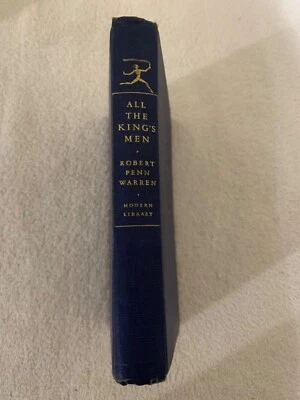 ALL
THE
KING'S
MEN
ROBERT
PENN
WARREN
MODERN
LIBRARY